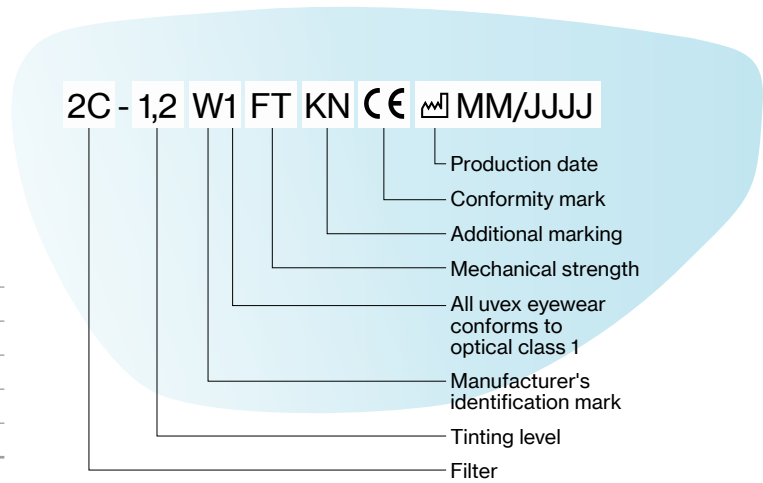 2C - 1,2 W1 FT KN CE MM/JJJJ
Production date
Conformity mark
Additional marking
Mechanical strength
All uvex eyewear
conforms to
optical class 1
Manufacturer's
identification mark
Tinting level
Filter